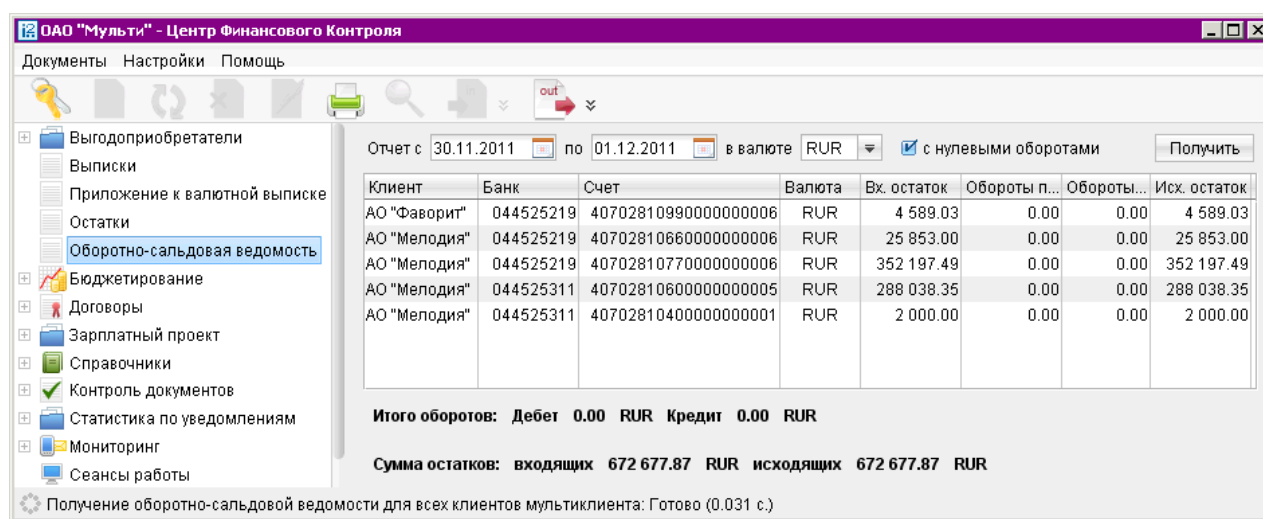 ОАО "Мульти" - Центр Финансового Контроля
Документы Настройки Помощь
out
Выгодоприобретатели
Выписки
Приложение к валютной выписке
Остатки
Оборотно-сальдовая ведомость
Бюджетирование
Договоры
Зарплатный проект
Справочники
Контроль документов
Статистика по уведомлениям
Мониторинг
Сеансы работы
Отчет с 30.11.2011 по 01.12.2011 в валюте RUR с нулевыми оборотами Получить
Клиент Банк Счет Валюта Вх. остаток Обороты п... Обороты... Исх. остаток
АО "Фаворит" 044525219 40702810990000000006 RUR 4 589.03 0.00 0.00 4 589.03
АО "Мелодия" 044525219 40702810660000000006 RUR 25 853.00 0.00 0.00 25 853.00
АО "Мелодия" 044525219 40702810770000000006 RUR 352 197.49 0.00 0.00 352 197.49
АО "Мелодия" 044525311 40702810600000000005 RUR 288 038.35 0.00 0.00 288 038.35
АО "Мелодия" 044525311 40702810400000000001 RUR 2 000.00 0.00 0.00 2 000.00
Итого оборотов: Дебет 0.00 RUR Кредит 0.00 RUR
Сумма остатков: входящих 672 677.87 RUR исходящих 672 677.87 RUR
Получение оборотно-сальдовой ведомости для всех клиентов мультиклиента: Готово (0.031 с.)